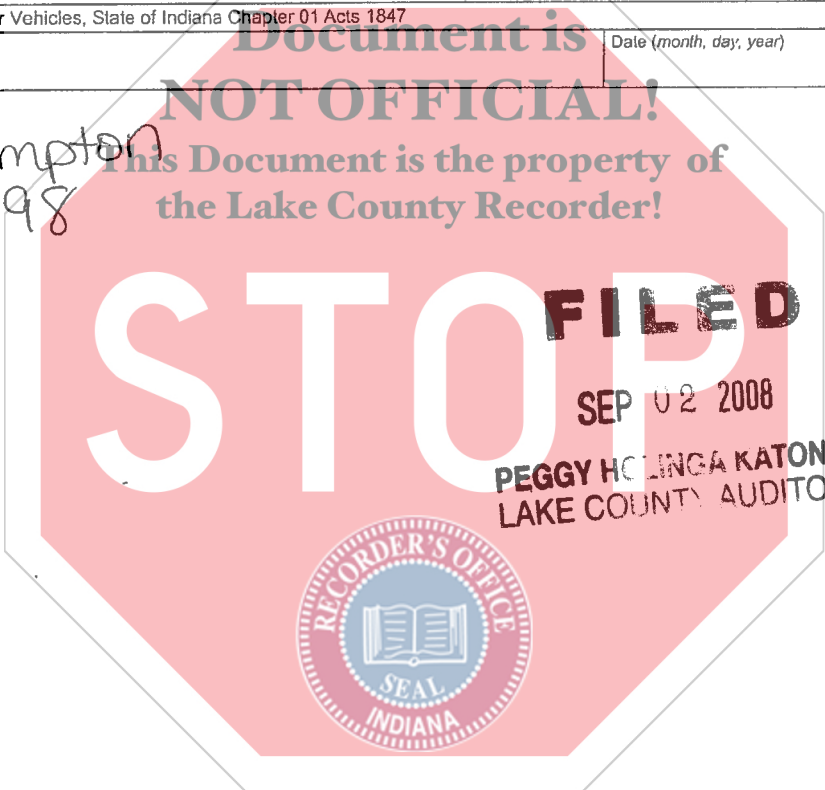 r Vehicles, State of Indiana Chapter 01 Acts 1847
Document is
Date (month, day, year)
NOT OFFICIAL!
mpton
This Document is the property of
98
the Lake County Recorder!
STOP
FILED
SEP 02 2008
PEGGY HOLINGA KATON
LAKE COUNTY AUDITO
RECORDER'S OFFICE
SEAL
INDIANA